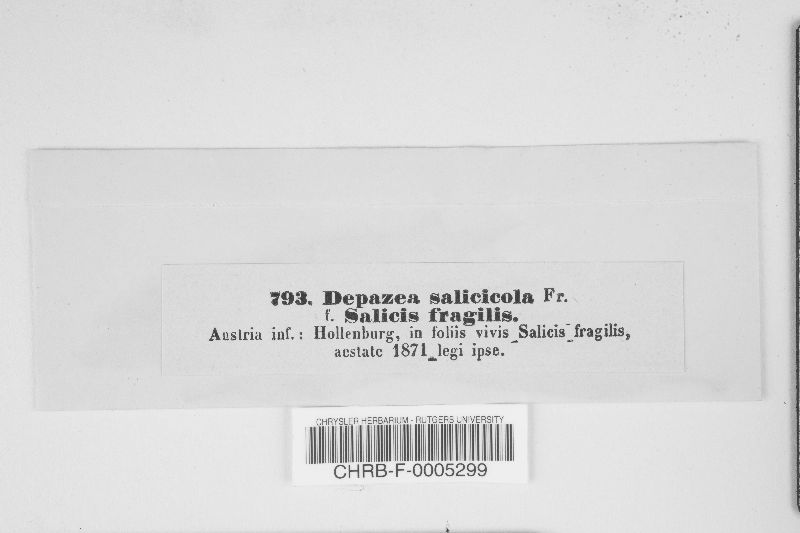 793. Depazea salicicola Fr.
f. Salicis fragilis.
Austria inf.: Hollenburg, in foliis vivis Salicis fragilis,
aestate 1871 legi ipse.
CHRYSLER HERBARIUM - RUTGERS UNIVERSITY
CHRB-F-0005299